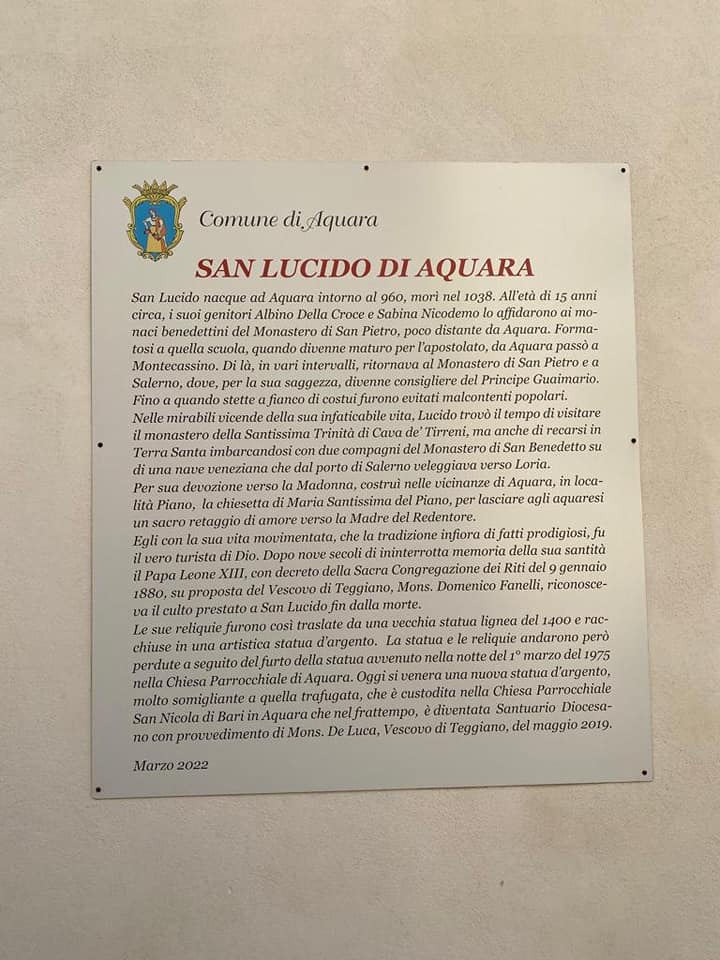 Comune di Aquara
SAN LUCIDO DI AQUARA
San Lucido nacque ad Aquara intorno al 960, morì nel 1038. All'età di 15 anni
circa, i suoi genitori Albino Della Croce e Sabina Nicodemo lo affidarono ai mo-
naci benedettini del Monastero di San Pietro, poco distante da Aquara. Forma-
tosi a quella scuola, quando divenne maturo per l'apostolato, da Aquara passò a
Montecassino. Di là, in vari intervalli, ritornava al Monastero di San Pietro e a
Salerno, dove, per la sua saggezza, divenne consigliere del Principe Guaimario.
Fino a quando stette a fianco di costui furono evitati malcontenti popolari.
Nelle mirabili vicende della sua infaticabile vita, Lucido trovò il tempo di visitare
il monastero della Santissima Trinità di Cava de' Tirreni, ma anche di recarsi in
Terra Santa imbarcandosi con due compagni del Monastero di San Benedetto su
di una nave veneziana che dal porto di Salerno veleggiava verso Loria.
Per sua devozione verso la Madonna, costruì nelle vicinanze di Aquara, in loca-
lità Piano, la chiesetta di Maria Santissima del Piano, per lasciare agli aquaresi
un sacro retaggio di amore verso la Madre del Redentore.
Egli con la sua vita movimentata, che la tradizione infiora di fatti prodigiosi, fu
il vero turista di Dio. Dopo nove secoli di ininterrotta memoria della sua santità
il Papa Leone XIII, con decreto della Sacra Congregazione dei Riti del 9 gennaio
1880, su proposta del Vescovo di Teggiano, Mons. Domenico Fanelli, riconosce-
va il culto prestato a San Lucido fin dalla morte.
Le sue reliquie furono così traslate da una vecchia statua lignea del 1400 e rac-
chiuse in una artistica statua d'argento. La statua e le reliquie andarono però
perdute a seguito del furto della statua avvenuto nella notte del 1° marzo del 1975
nella Chiesa Parrocchiale di Aquara. Oggi si venera una nuova statua d'argento,
molto somigliante a quella trafugata, che è custodita nella Chiesa Parrocchiale
San Nicola di Bari in Aquara che nel frattempo, è diventata Santuario Diocesa-
no con provvedimento di Mons. De Luca, Vescovo di Teggiano, del maggio 2019.
Marzo 2022